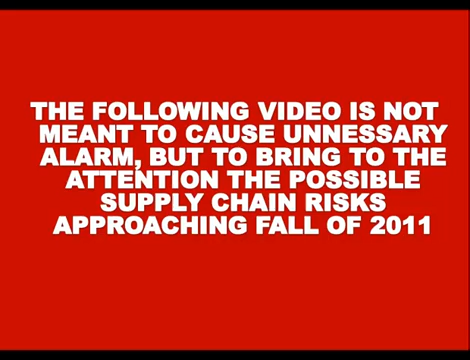 THE FOLLOWING VIDEO IS NOT
MEANT TO CAUSE UNNESSARY
ALARM, BUT TO BRING TO THE
ATTENTION THE POSSIBLE
SUPPLY CHAIN RISKS
APPROACHING FALL OF 2011